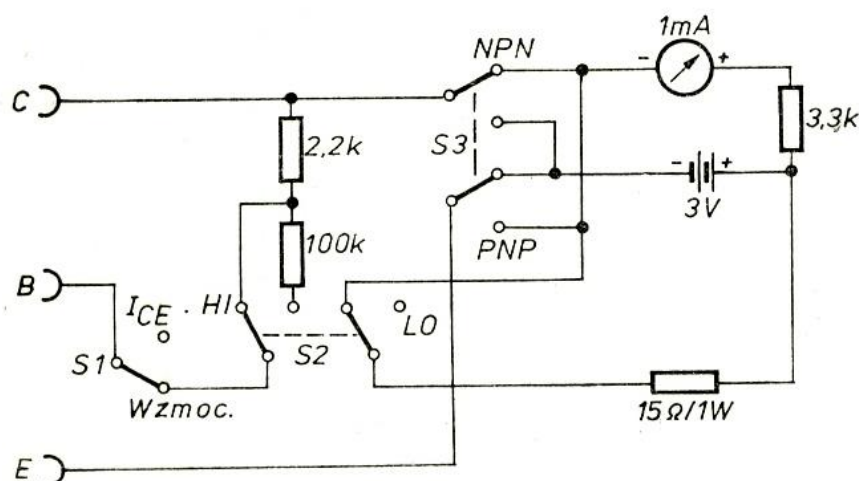 1mA
NPN
-
+
C
2,2k
S3
3,3k
-
+
3V
100k
PNP
B
ICE
HI
LO
S1
S2
Wzmoc.
15Ω/1W
E